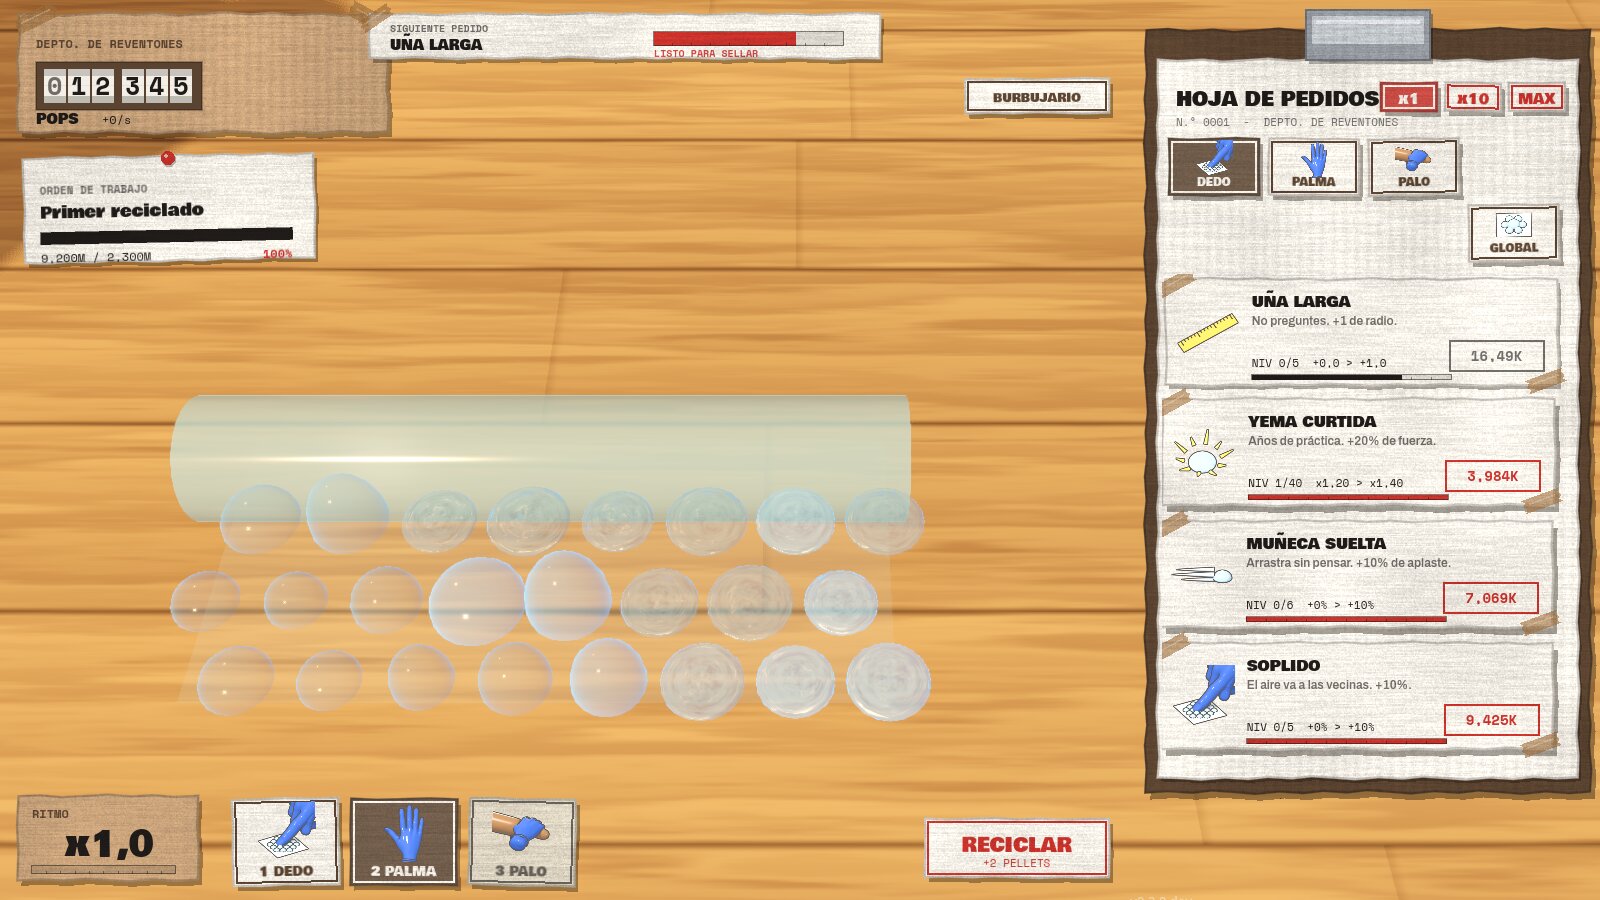 DEPTO. DE REVENTONES
012345
POPS +0/s
SIGUIENTE PEDIDO
UÑA LARGA
LISTO PARA SELLAR
BURBUJARIO
ORDEN DE TRABAJO
Primer reciclado
9,200M / 2,300M 100%
HOJA DE PEDIDOS x1 x10 MAX
N.° 0001 - DEPTO. DE REVENTONES
DEDO PALMA PALO
GLOBAL
UÑA LARGA
No preguntes. +1 de radio.
NIV 0/5 +0,0 > +1,0 16,49K
YEMA CURTIDA
Años de práctica. +20% de fuerza.
NIV 1/40 x1,20 > x1,40 3,984K
MUÑECA SUELTA
Arrastra sin pensar. +10% de aplaste.
NIV 0/6 +0% > +10% 7,069K
SOPLIDO
El aire va a las vecinas. +10%.
NIV 0/5 +0% > +10% 9,425K
RITMO
x1,0
1 DEDO 2 PALMA 3 PALO
RECICLAR
+2 PELLETS